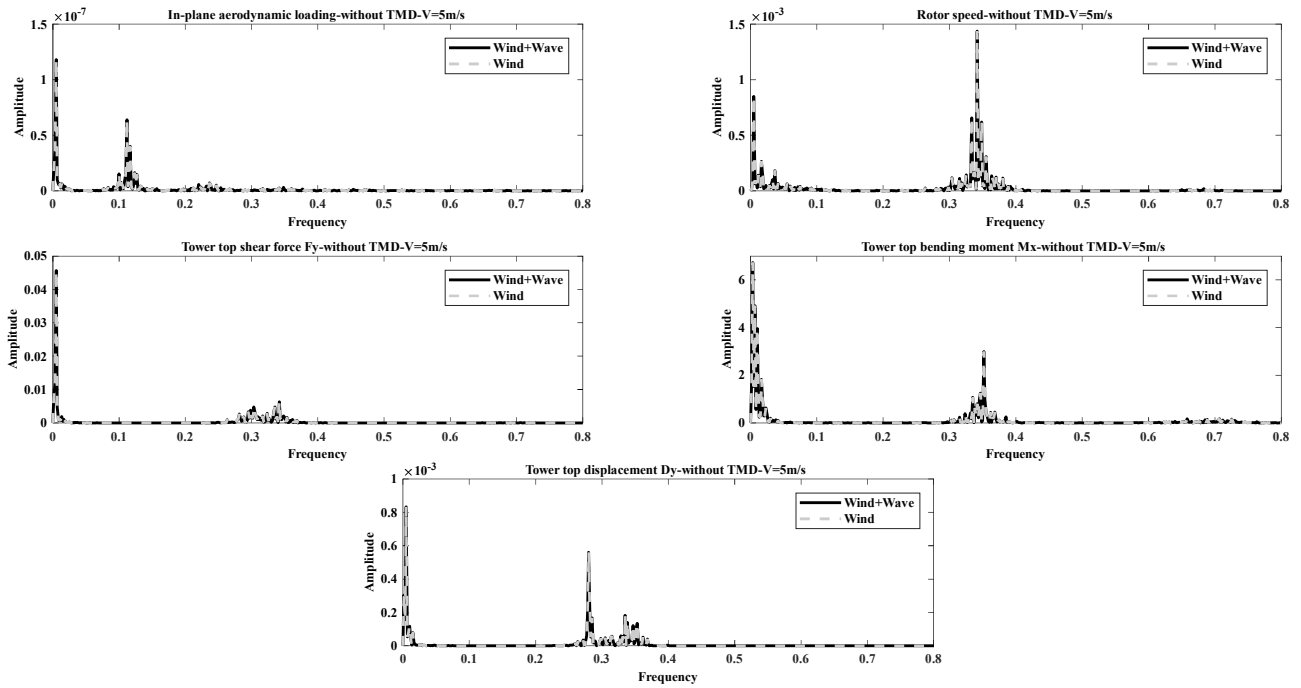 In-plane aerodynamic loading-without TMD-V=5m/s
×10⁻⁷
1.5
1
0.5
0
Amplitude
Wind+Wave
Wind
0 0.1 0.2 0.3 0.4 0.5 0.6 0.7 0.8
Frequency
Rotor speed-without TMD-V=5m/s
×10⁻³
1.5
1
0.5
0
Amplitude
Wind+Wave
Wind
0 0.1 0.2 0.3 0.4 0.5 0.6 0.7 0.8
Frequency
Tower top shear force Fy-without TMD-V=5m/s
0.05
0.04
0.03
0.02
0.01
0
Amplitude
Wind+Wave
Wind
0 0.1 0.2 0.3 0.4 0.5 0.6 0.7 0.8
Frequency
Tower top bending moment Mx-without TMD-V=5m/s
6
4
2
0
Amplitude
Wind+Wave
Wind
0 0.1 0.2 0.3 0.4 0.5 0.6 0.7 0.8
Frequency
Tower top displacement Dy-without TMD-V=5m/s
×10⁻³
1
0.8
0.6
0.4
0.2
0
Amplitude
Wind+Wave
Wind
0 0.1 0.2 0.3 0.4 0.5 0.6 0.7 0.8
Frequency